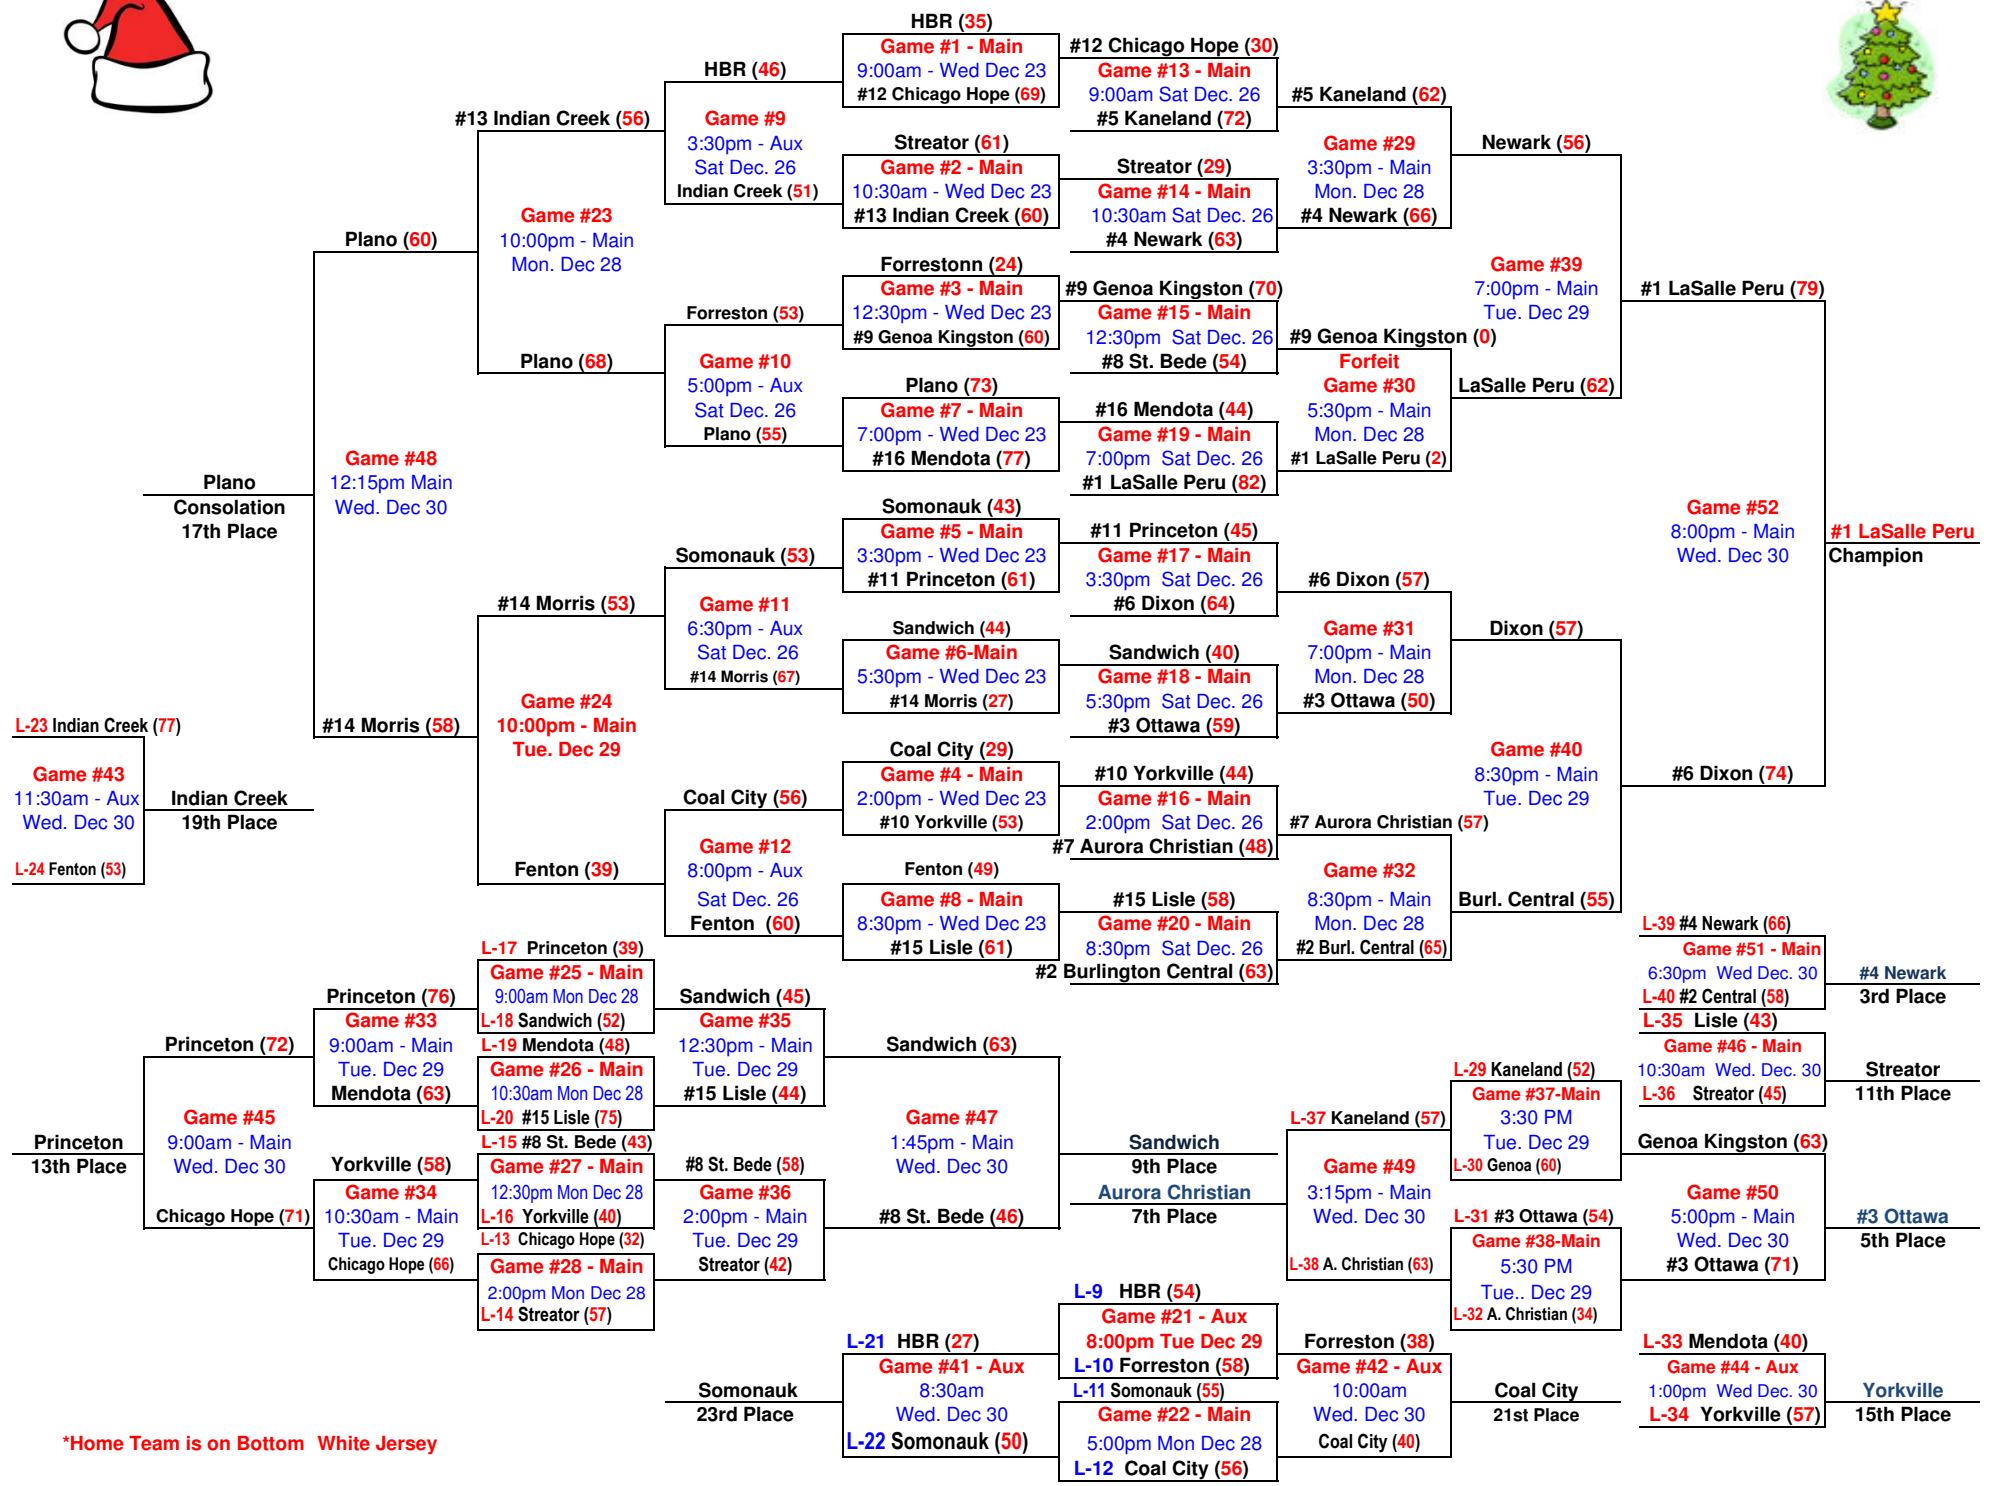 HBR (35)
Game #1 - Main
9:00am - Wed Dec 23
#12 Chicago Hope (69)
Streator (61)
Game #2 - Main
10:30am - Wed Dec 23
#13 Indian Creek (60)
Forrestonn (24)
Game #3 - Main
12:30pm - Wed Dec 23
#9 Genoa Kingston (60)
Plano (73)
Game #7 - Main
7:00pm - Wed Dec 23
#16 Mendota (77)
Somonauk (43)
Game #5 - Main
3:30pm - Wed Dec 23
#11 Princeton (61)
Sandwich (44)
Game #6-Main
5:30pm - Wed Dec 23
#14 Morris (27)
Coal City (29)
Game #4 - Main
2:00pm - Wed Dec 23
#10 Yorkville (53)
Fenton (49)
Game #8 - Main
8:30pm - Wed Dec 23
#15 Lisle (61)
#12 Chicago Hope (30)
Game #13 - Main
9:00am Sat Dec. 26
#5 Kaneland (72)
Streator (29)
Game #14 - Main
10:30am Sat Dec. 26
#4 Newark (63)
#9 Genoa Kingston (70)
Game #15 - Main
12:30pm Sat Dec. 26
#8 St. Bede (54)
#16 Mendota (44)
Game #19 - Main
7:00pm Sat Dec. 26
#1 LaSalle Peru (82)
#11 Princeton (45)
Game #17 - Main
3:30pm Sat Dec. 26
#6 Dixon (64)
Sandwich (40)
Game #18 - Main
5:30pm Sat Dec. 26
#3 Ottawa (59)
#10 Yorkville (44)
Game #16 - Main
2:00pm Sat Dec. 26
#7 Aurora Christian (48)
#15 Lisle (58)
Game #20 - Main
8:30pm Sat Dec. 26
#2 Burlington Central (63)
#5 Kaneland (62)
Game #29
3:30pm - Main
Mon. Dec 28
#4 Newark (66)
#9 Genoa Kingston (0)
Forfeit
Game #30
5:30pm - Main
Mon. Dec 28
#1 LaSalle Peru (2)
#6 Dixon (57)
Game #31
7:00pm - Main
Mon. Dec 28
#3 Ottawa (50)
#7 Aurora Christian (57)
Game #32
8:30pm - Main
Mon. Dec 28
#2 Burl. Central (65)
Newark (56)
Game #39
7:00pm - Main
Tue. Dec 29
LaSalle Peru (62)
Dixon (57)
Game #40
8:30pm - Main
Tue. Dec 29
Burl. Central (55)
#1 LaSalle Peru (79)
Game #52
8:00pm - Main
Wed. Dec 30
#6 Dixon (74)
#1 LaSalle Peru
Champion
HBR (46)
Game #9
3:30pm - Aux
Sat Dec. 26
Indian Creek (51)
Forreston (53)
Game #10
5:00pm - Aux
Sat Dec. 26
Plano (55)
Somonauk (53)
Game #11
6:30pm - Aux
Sat Dec. 26
#14 Morris (67)
Coal City (56)
Game #12
8:00pm - Aux
Sat Dec. 26
Fenton (60)
#13 Indian Creek (56)
Game #23
10:00pm - Main
Mon. Dec 28
Plano (68)
#14 Morris (53)
Game #24
10:00pm - Main
Tue. Dec 29
Fenton (39)
Plano (60)
Game #48
12:15pm Main
Wed. Dec 30
#14 Morris (58)
Plano
Consolation
17th Place
L-23 Indian Creek (77)
Game #43
11:30am - Aux
Wed. Dec 30
L-24 Fenton (53)
Indian Creek
19th Place
L-17 Princeton (39)
Game #25 - Main
9:00am Mon Dec 28
L-18 Sandwich (52)
L-19 Mendota (48)
Game #26 - Main
10:30am Mon Dec 28
L-20 #15 Lisle (75)
L-15 #8 St. Bede (43)
Game #27 - Main
12:30pm Mon Dec 28
L-16 Yorkville (40)
L-13 Chicago Hope (32)
Game #28 - Main
2:00pm Mon Dec 28
L-14 Streator (57)
Princeton (76)
Game #33
9:00am - Main
Tue. Dec 29
Mendota (63)
Yorkville (58)
Game #34
10:30am - Main
Tue. Dec 29
Chicago Hope (66)
Princeton (72)
Game #45
9:00am - Main
Wed. Dec 30
Chicago Hope (71)
Princeton
13th Place
Sandwich (45)
Game #35
12:30pm - Main
Tue. Dec 29
#15 Lisle (44)
#8 St. Bede (58)
Game #36
2:00pm - Main
Tue. Dec 29
Streator (42)
Sandwich (63)
Game #47
1:45pm - Main
Wed. Dec 30
#8 St. Bede (46)
Sandwich
9th Place
Aurora Christian
7th Place
L-37 Kaneland (57)
Game #49
3:15pm - Main
Wed. Dec 30
L-38 A. Christian (63)
L-29 Kaneland (52)
Game #37-Main
3:30 PM
Tue. Dec 29
L-30 Genoa (60)
L-31 #3 Ottawa (54)
Game #38-Main
5:30 PM
Tue.. Dec 29
L-32 A. Christian (34)
Genoa Kingston (63)
Game #50
5:00pm - Main
Wed. Dec 30
#3 Ottawa (71)
#3 Ottawa
5th Place
L-39 #4 Newark (66)
Game #51 - Main
6:30pm Wed Dec. 30
L-40 #2 Central (58)
#4 Newark
3rd Place
L-35 Lisle (43)
Game #46 - Main
10:30am Wed. Dec. 30
L-36 Streator (45)
Streator
11th Place
L-9 HBR (54)
Game #21 - Aux
8:00pm Tue Dec 29
L-10 Forreston (58)
L-11 Somonauk (55)
Game #22 - Main
5:00pm Mon Dec 28
L-12 Coal City (56)
L-21 HBR (27)
Game #41 - Aux
8:30am
Wed. Dec 30
L-22 Somonauk (50)
Somonauk
23rd Place
Forreston (38)
Game #42 - Aux
10:00am
Wed. Dec 30
Coal City (40)
Coal City
21st Place
L-33 Mendota (40)
Game #44 - Aux
1:00pm Wed Dec. 30
L-34 Yorkville (57)
Yorkville
15th Place
*Home Team is on Bottom White Jersey